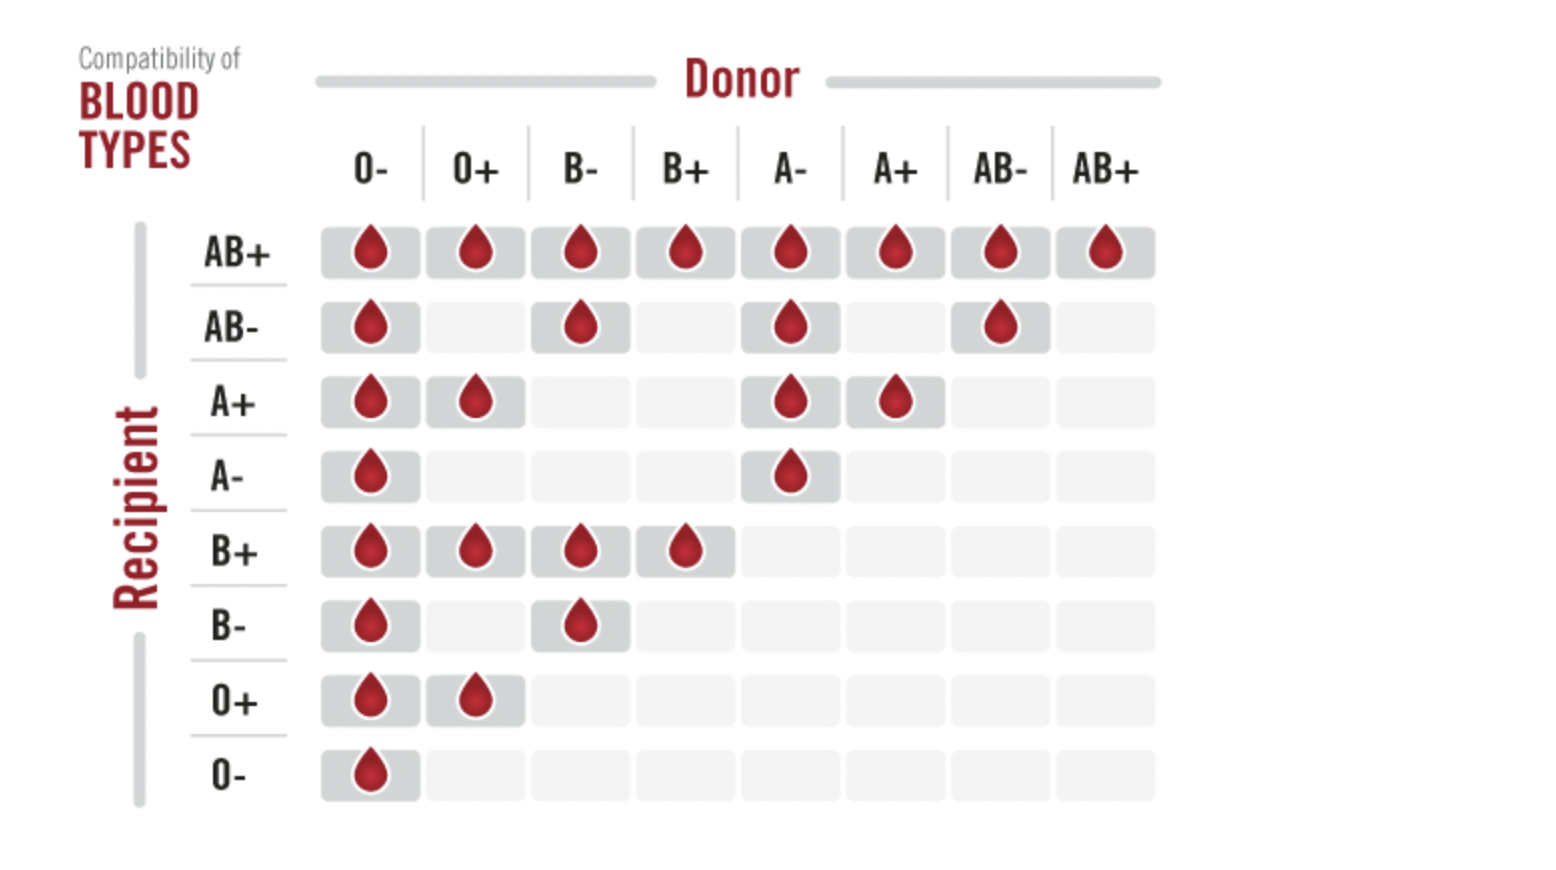 Compatibility of
BLOOD
TYPES
Donor
O- O+ B- B+ A- A+ AB- AB+
Recipient
AB+
AB-
A+
A-
B+
B-
O+
O-